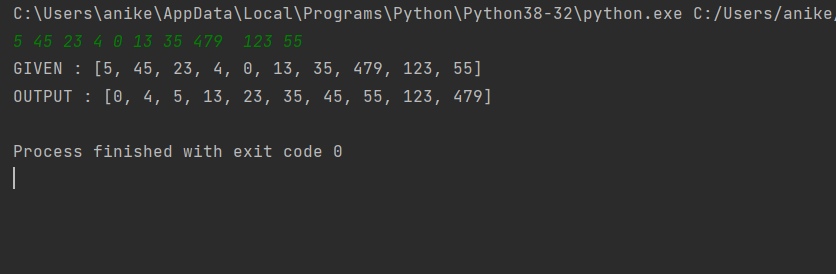 C:\Users\anike\AppData\Local\Programs\Python\Python38-32\python.exe C:/Users/anike/
5 45 23 4 0 13 35 479  123 55
GIVEN : [5, 45, 23, 4, 0, 13, 35, 479, 123, 55]
OUTPUT : [0, 4, 5, 13, 23, 35, 45, 55, 123, 479]
Process finished with exit code 0